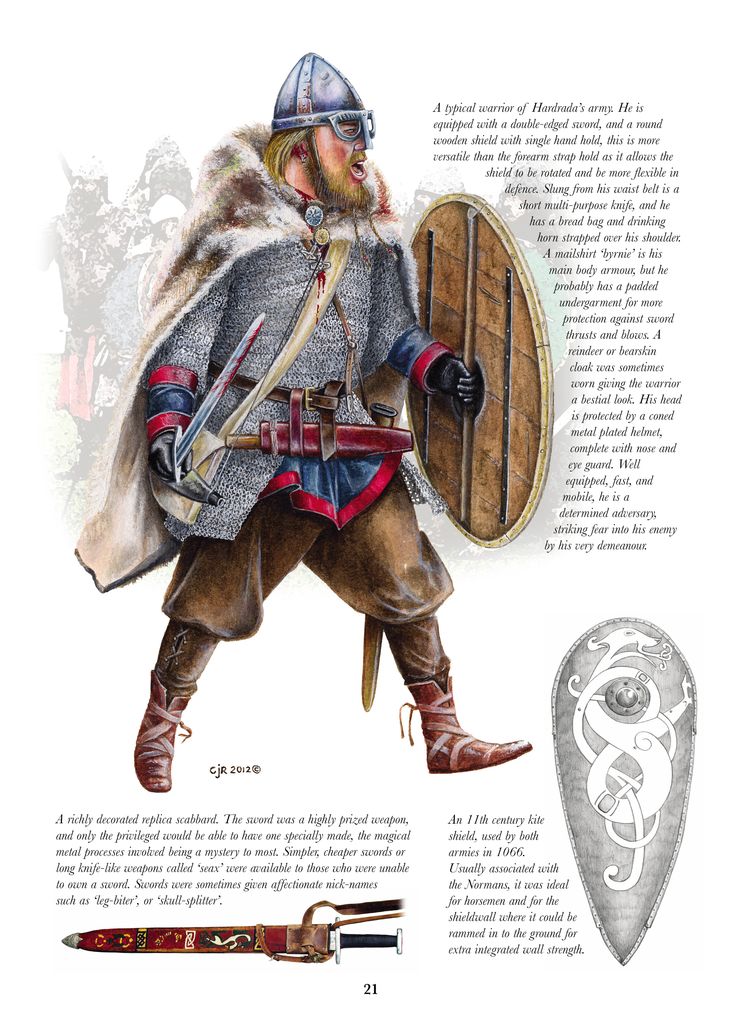 A typical warrior of Hardrada's army. He is
equipped with a double-edged sword, and a round
wooden shield with single hand hold, this is more
versatile than the forearm strap hold as it allows the
shield to be rotated and be more flexible in
defence. Slung from his waist belt is a
short multi-purpose knife, and he
has a bread bag and drinking
horn strapped over his shoulder.
A mailshirt 'byrnie' is his
main body armour, but he
probably has a padded
undergarment for more
protection against sword
thrusts and blows. A
reindeer or bearskin
cloak was sometimes
worn giving the warrior
a bestial look. His head
is protected by a coned
metal plated helmet,
complete with nose and
eye guard. Well
equipped, fast, and
mobile, he is a
determined adversary,
striking fear into his enemy
by his very demeanour.
CJR 2012©
A richly decorated replica scabbard. The sword was a highly prized weapon,
and only the privileged would be able to have one specially made, the magical
metal processes involved being a mystery to most. Simpler, cheaper swords or
long knife-like weapons called 'seax' were available to those who were unable
to own a sword. Swords were sometimes given affectionate nick-names
such as 'leg-biter', or 'skull-splitter'.
An 11th century kite
shield, used by both
armies in 1066.
Usually associated with
the Normans, it was ideal
for horsemen and for the
shieldwall where it could be
rammed in to the ground for
extra integrated wall strength.
21